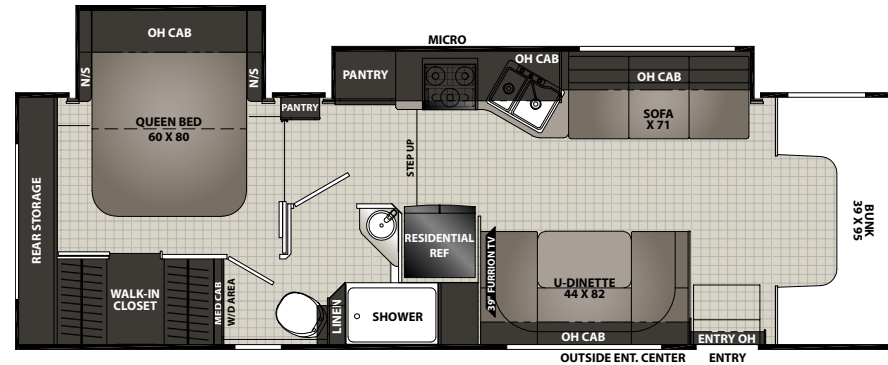 OH CAB
N/S
N/S
QUEEN BED
60 X 80
REAR STORAGE
PANTRY
MICRO
PANTRY
OH CAB
OH CAB
SOFA
X 71
STEP UP
BUNK
39 X 95
RESIDENTIAL
REF
39" FURRION TV
U-DINETTE
44 X 82
WALK-IN
CLOSET
MED CAB
W/D AREA
LINEN
SHOWER
OH CAB
ENTRY OH
OUTSIDE ENT. CENTER
ENTRY